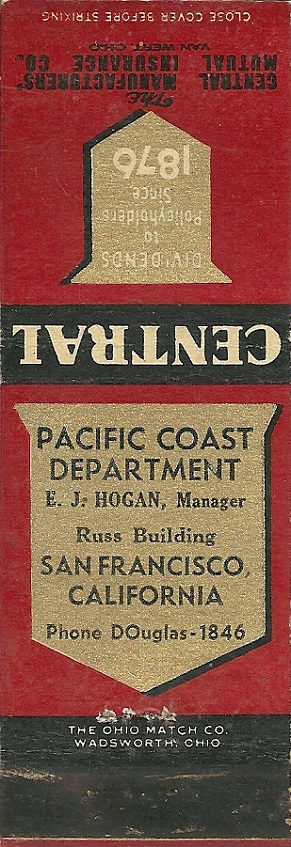 CLOSE COVER BEFORE STRIKING
The
CENTRAL MANUFACTURERS'
MUTUAL INSURANCE CO.
VAN WERT, OHIO
DIVIDENDS
to
Policyholders
Since
1876
CENTRAL
PACIFIC COAST
DEPARTMENT
E. J. HOGAN, Manager
Russ Building
SAN FRANCISCO,
CALIFORNIA
Phone DOuglas-1846
THE OHIO MATCH CO.
WADSWORTH, OHIO